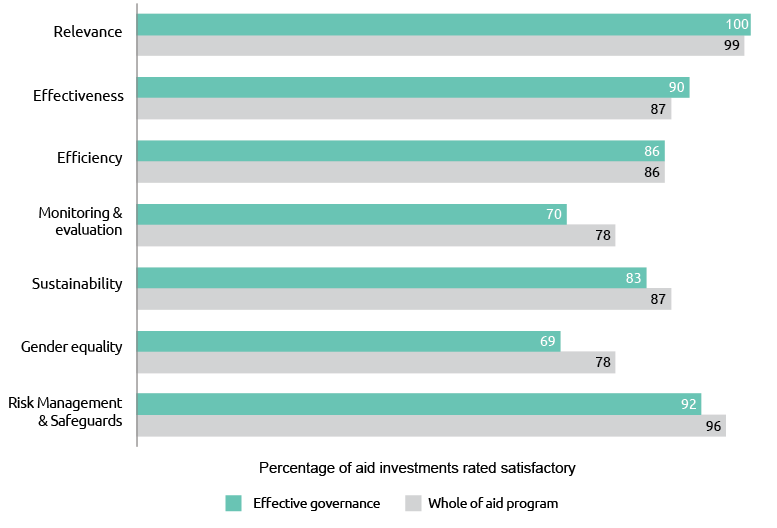 Relevance
100
99
Effectiveness
90
87
Efficiency
86
86
Monitoring &
evaluation
70
78
Sustainability
83
87
Gender equality
69
78
Risk Management
& Safeguards
92
96
Percentage of aid investments rated satisfactory
Effective governance
Whole of aid program